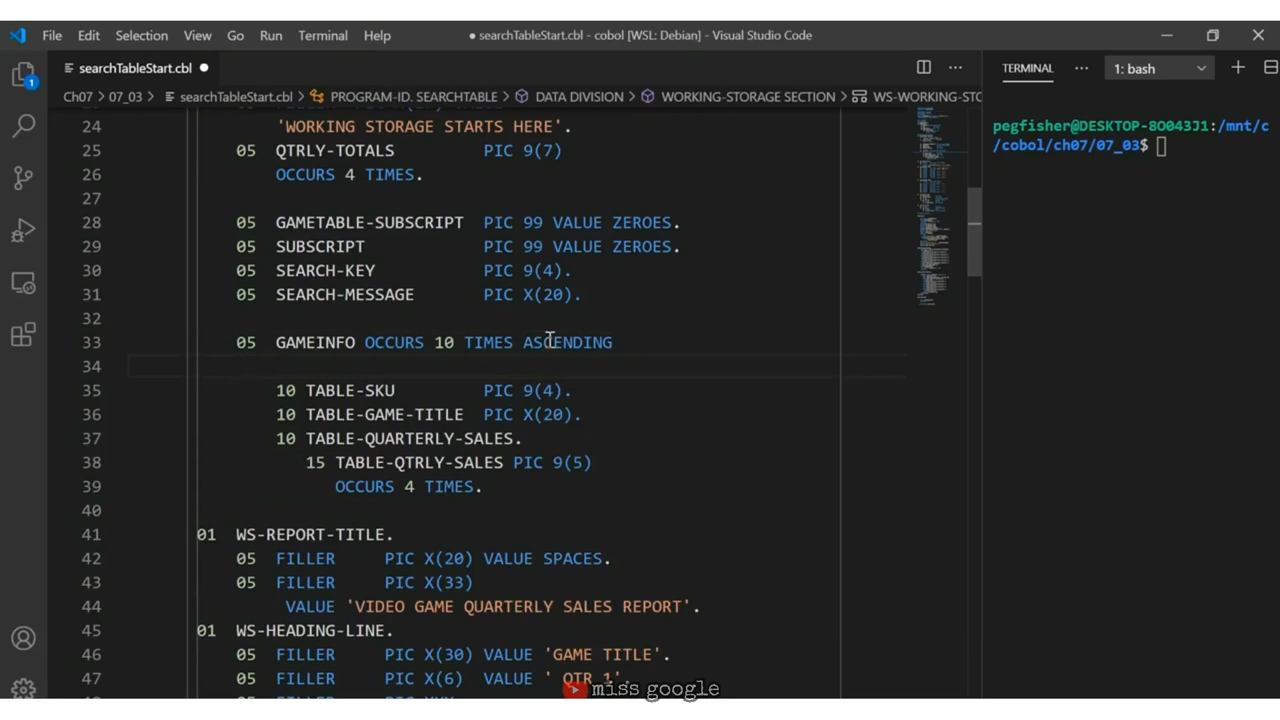 File Edit Selection View Go Run Terminal Help ● searchTableStart.cbl - cobol [WSL: Debian] - Visual Studio Code
searchTableStart.cbl ●
TERMINAL ··· 1: bash
Ch07 > 07_03 > searchTableStart.cbl > PROGRAM-ID. SEARCHTABLE > DATA DIVISION > WORKING-STORAGE SECTION > WS-WORKING-STO
24 'WORKING STORAGE STARTS HERE'.
25 05 QTRLY-TOTALS PIC 9(7)
26 OCCURS 4 TIMES.
27
28 05 GAMETABLE-SUBSCRIPT PIC 99 VALUE ZEROES.
29 05 SUBSCRIPT PIC 99 VALUE ZEROES.
30 05 SEARCH-KEY PIC 9(4).
31 05 SEARCH-MESSAGE PIC X(20).
32
33 05 GAMEINFO OCCURS 10 TIMES ASCENDING
34
35 10 TABLE-SKU PIC 9(4).
36 10 TABLE-GAME-TITLE PIC X(20).
37 10 TABLE-QUARTERLY-SALES.
38 15 TABLE-QTRLY-SALES PIC 9(5)
39 OCCURS 4 TIMES.
40
41 01 WS-REPORT-TITLE.
42 05 FILLER PIC X(20) VALUE SPACES.
43 05 FILLER PIC X(33)
44 VALUE 'VIDEO GAME QUARTERLY SALES REPORT'.
45 01 WS-HEADING-LINE.
46 05 FILLER PIC X(30) VALUE 'GAME TITLE'.
47 05 FILLER PIC X(6) VALUE ' QTR 1'.
pegfisher@DESKTOP-8O043J1:/mnt/c
/cobol/ch07/07_03$
1
miss google